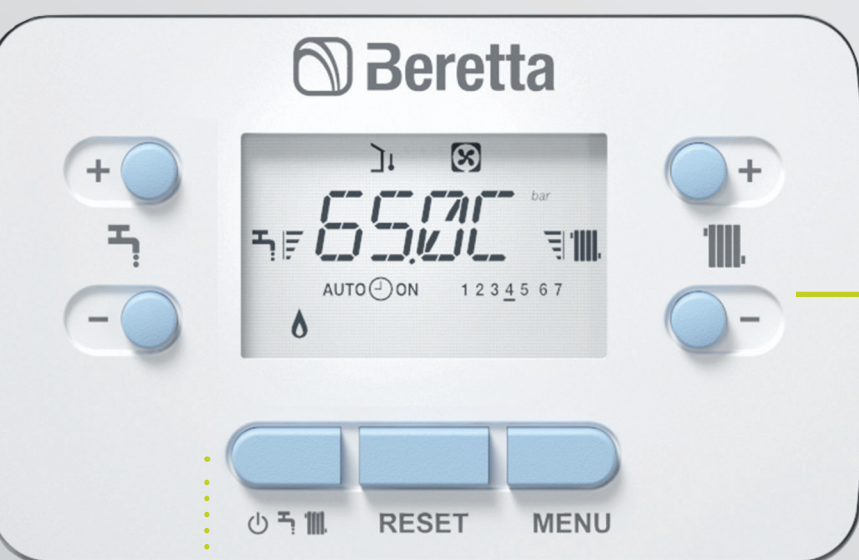 Beretta
+
+
bar
65.0C
AUTO ON 1 2 3 4 5 6 7
-
-
RESET MENU